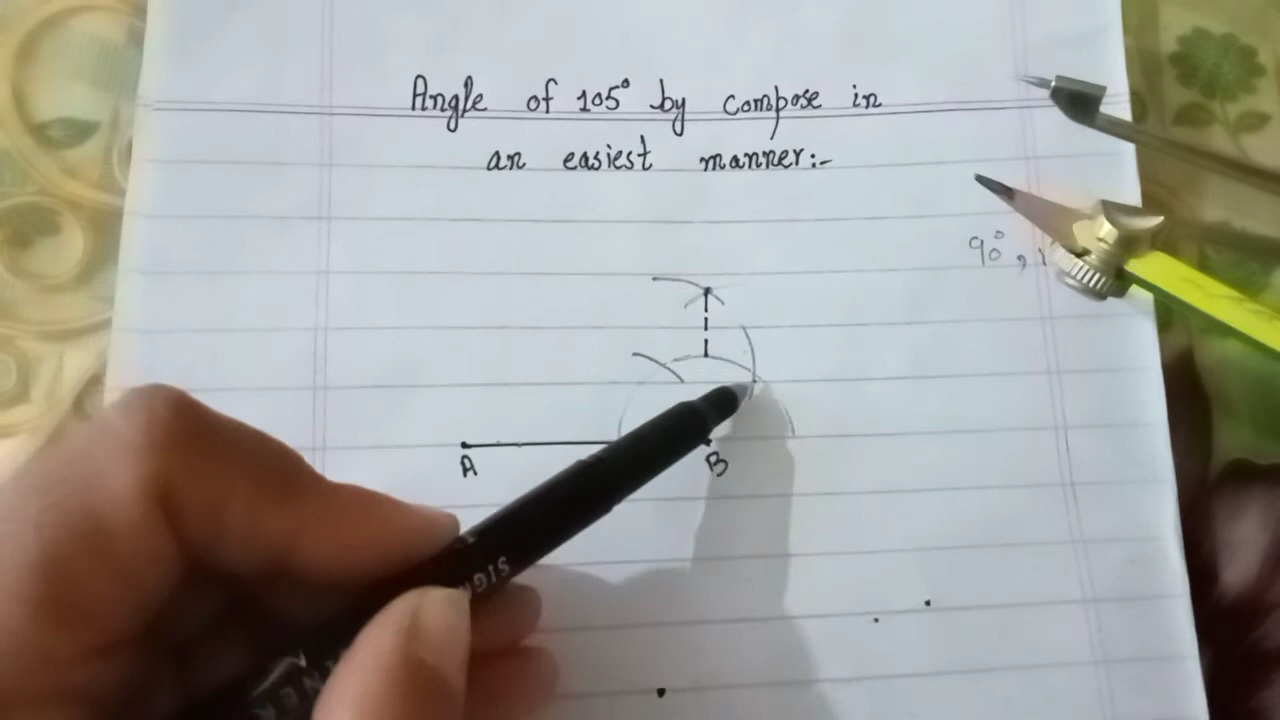 Angle of 105° by compose in
an easiest manner:-
90°,
A
B